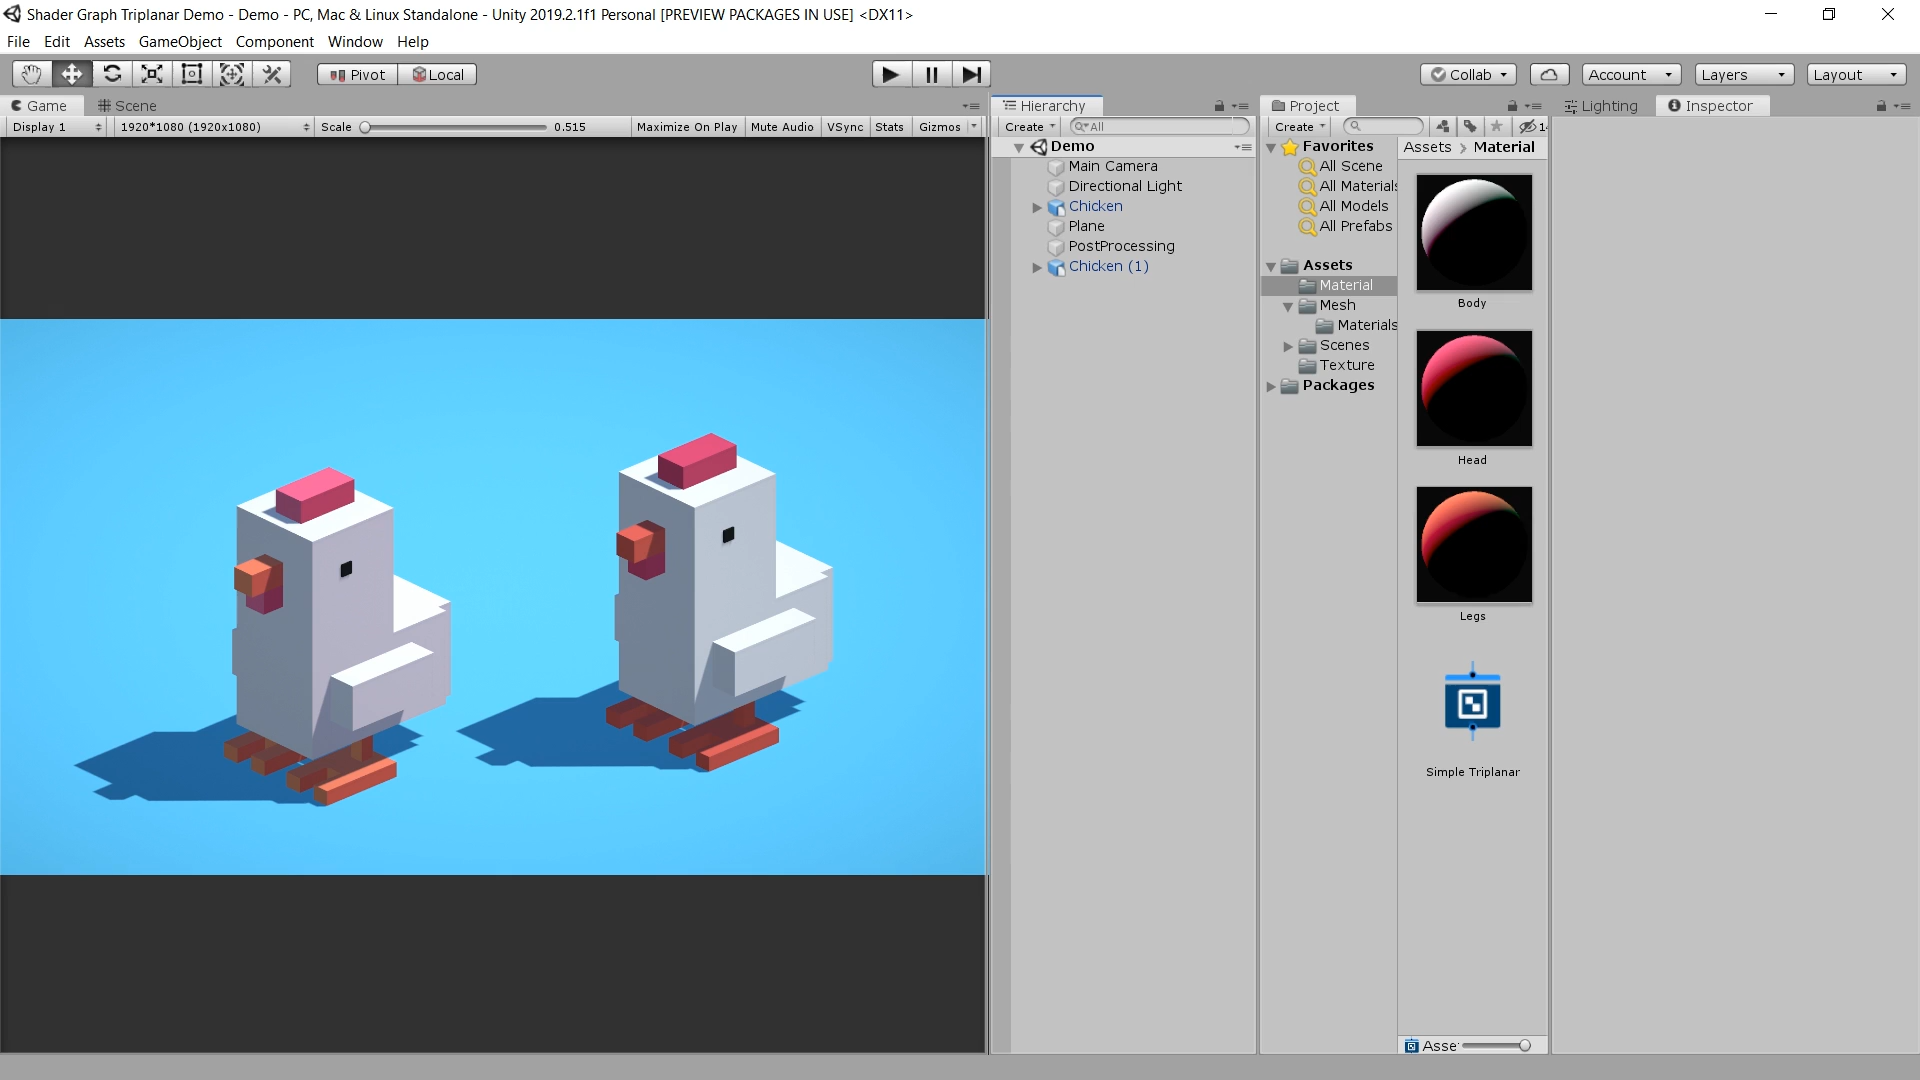 Shader Graph Triplanar Demo - Demo - PC, Mac & Linux Standalone - Unity 2019.2.1f1 Personal [PREVIEW PACKAGES IN USE] <DX11>
File Edit Assets GameObject Component Window Help
Pivot Local Collab Account Layers Layout
Game Scene
Display 1 1920*1080 (1920x1080) Scale 0.515 Maximize On Play Mute Audio VSync Stats Gizmos
Hierarchy
Create All
Demo
Main Camera
Directional Light
Chicken
Plane
PostProcessing
Chicken (1)
Project
Create 14
Favorites
All Scene
All Materials
All Models
All Prefabs
Assets
Material
Mesh
Materials
Scenes
Texture
Packages
Assets > Material
Body
Head
Legs
Simple Triplanar
Asse
Lighting Inspector